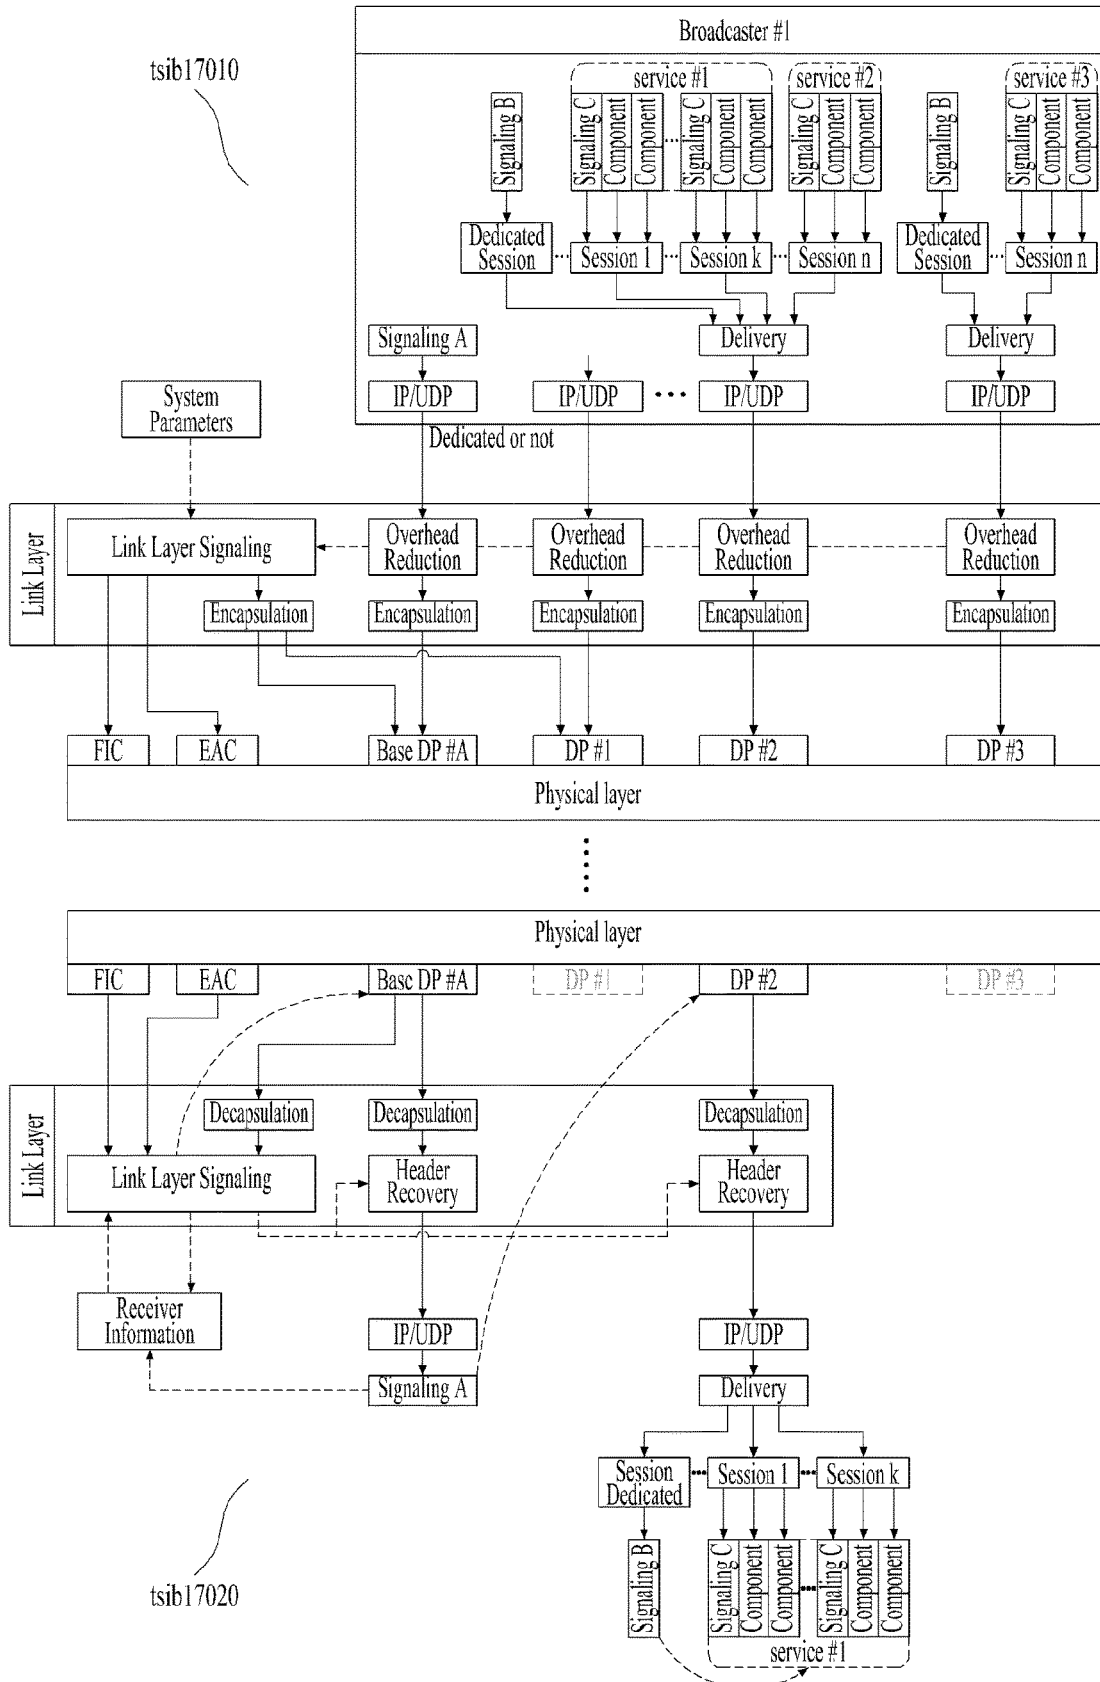 Broadcaster #1
tsib17010
service #1
service #2
service #3
Signaling B
Signaling C
Component
Component
Signaling C
Component
Component
Signaling C
Component
Component
Signaling B
Signaling C
Component
Component
Dedicated
Session
Session 1
Session k
Session n
Dedicated
Session
Session n
Signaling A
Delivery
Delivery
System
Parameters
IP/UDP
IP/UDP
IP/UDP
IP/UDP
Dedicated or not
Link Layer
Link Layer Signaling
Overhead
Reduction
Overhead
Reduction
Overhead
Reduction
Overhead
Reduction
Encapsulation
Encapsulation
Encapsulation
Encapsulation
Encapsulation
FIC
EAC
Base DP #A
DP #1
DP #2
DP #3
Physical layer
Physical layer
FIC
EAC
Base DP #A
DP #1
DP #2
DP #3
Link Layer
Decapsulation
Decapsulation
Decapsulation
Link Layer Signaling
Header
Recovery
Header
Recovery
Receiver
Information
IP/UDP
IP/UDP
Signaling A
Delivery
Session
Dedicated
Session 1
Session k
tsib17020
Signaling B
Signaling C
Component
Component
Signaling C
Component
Component
service #1